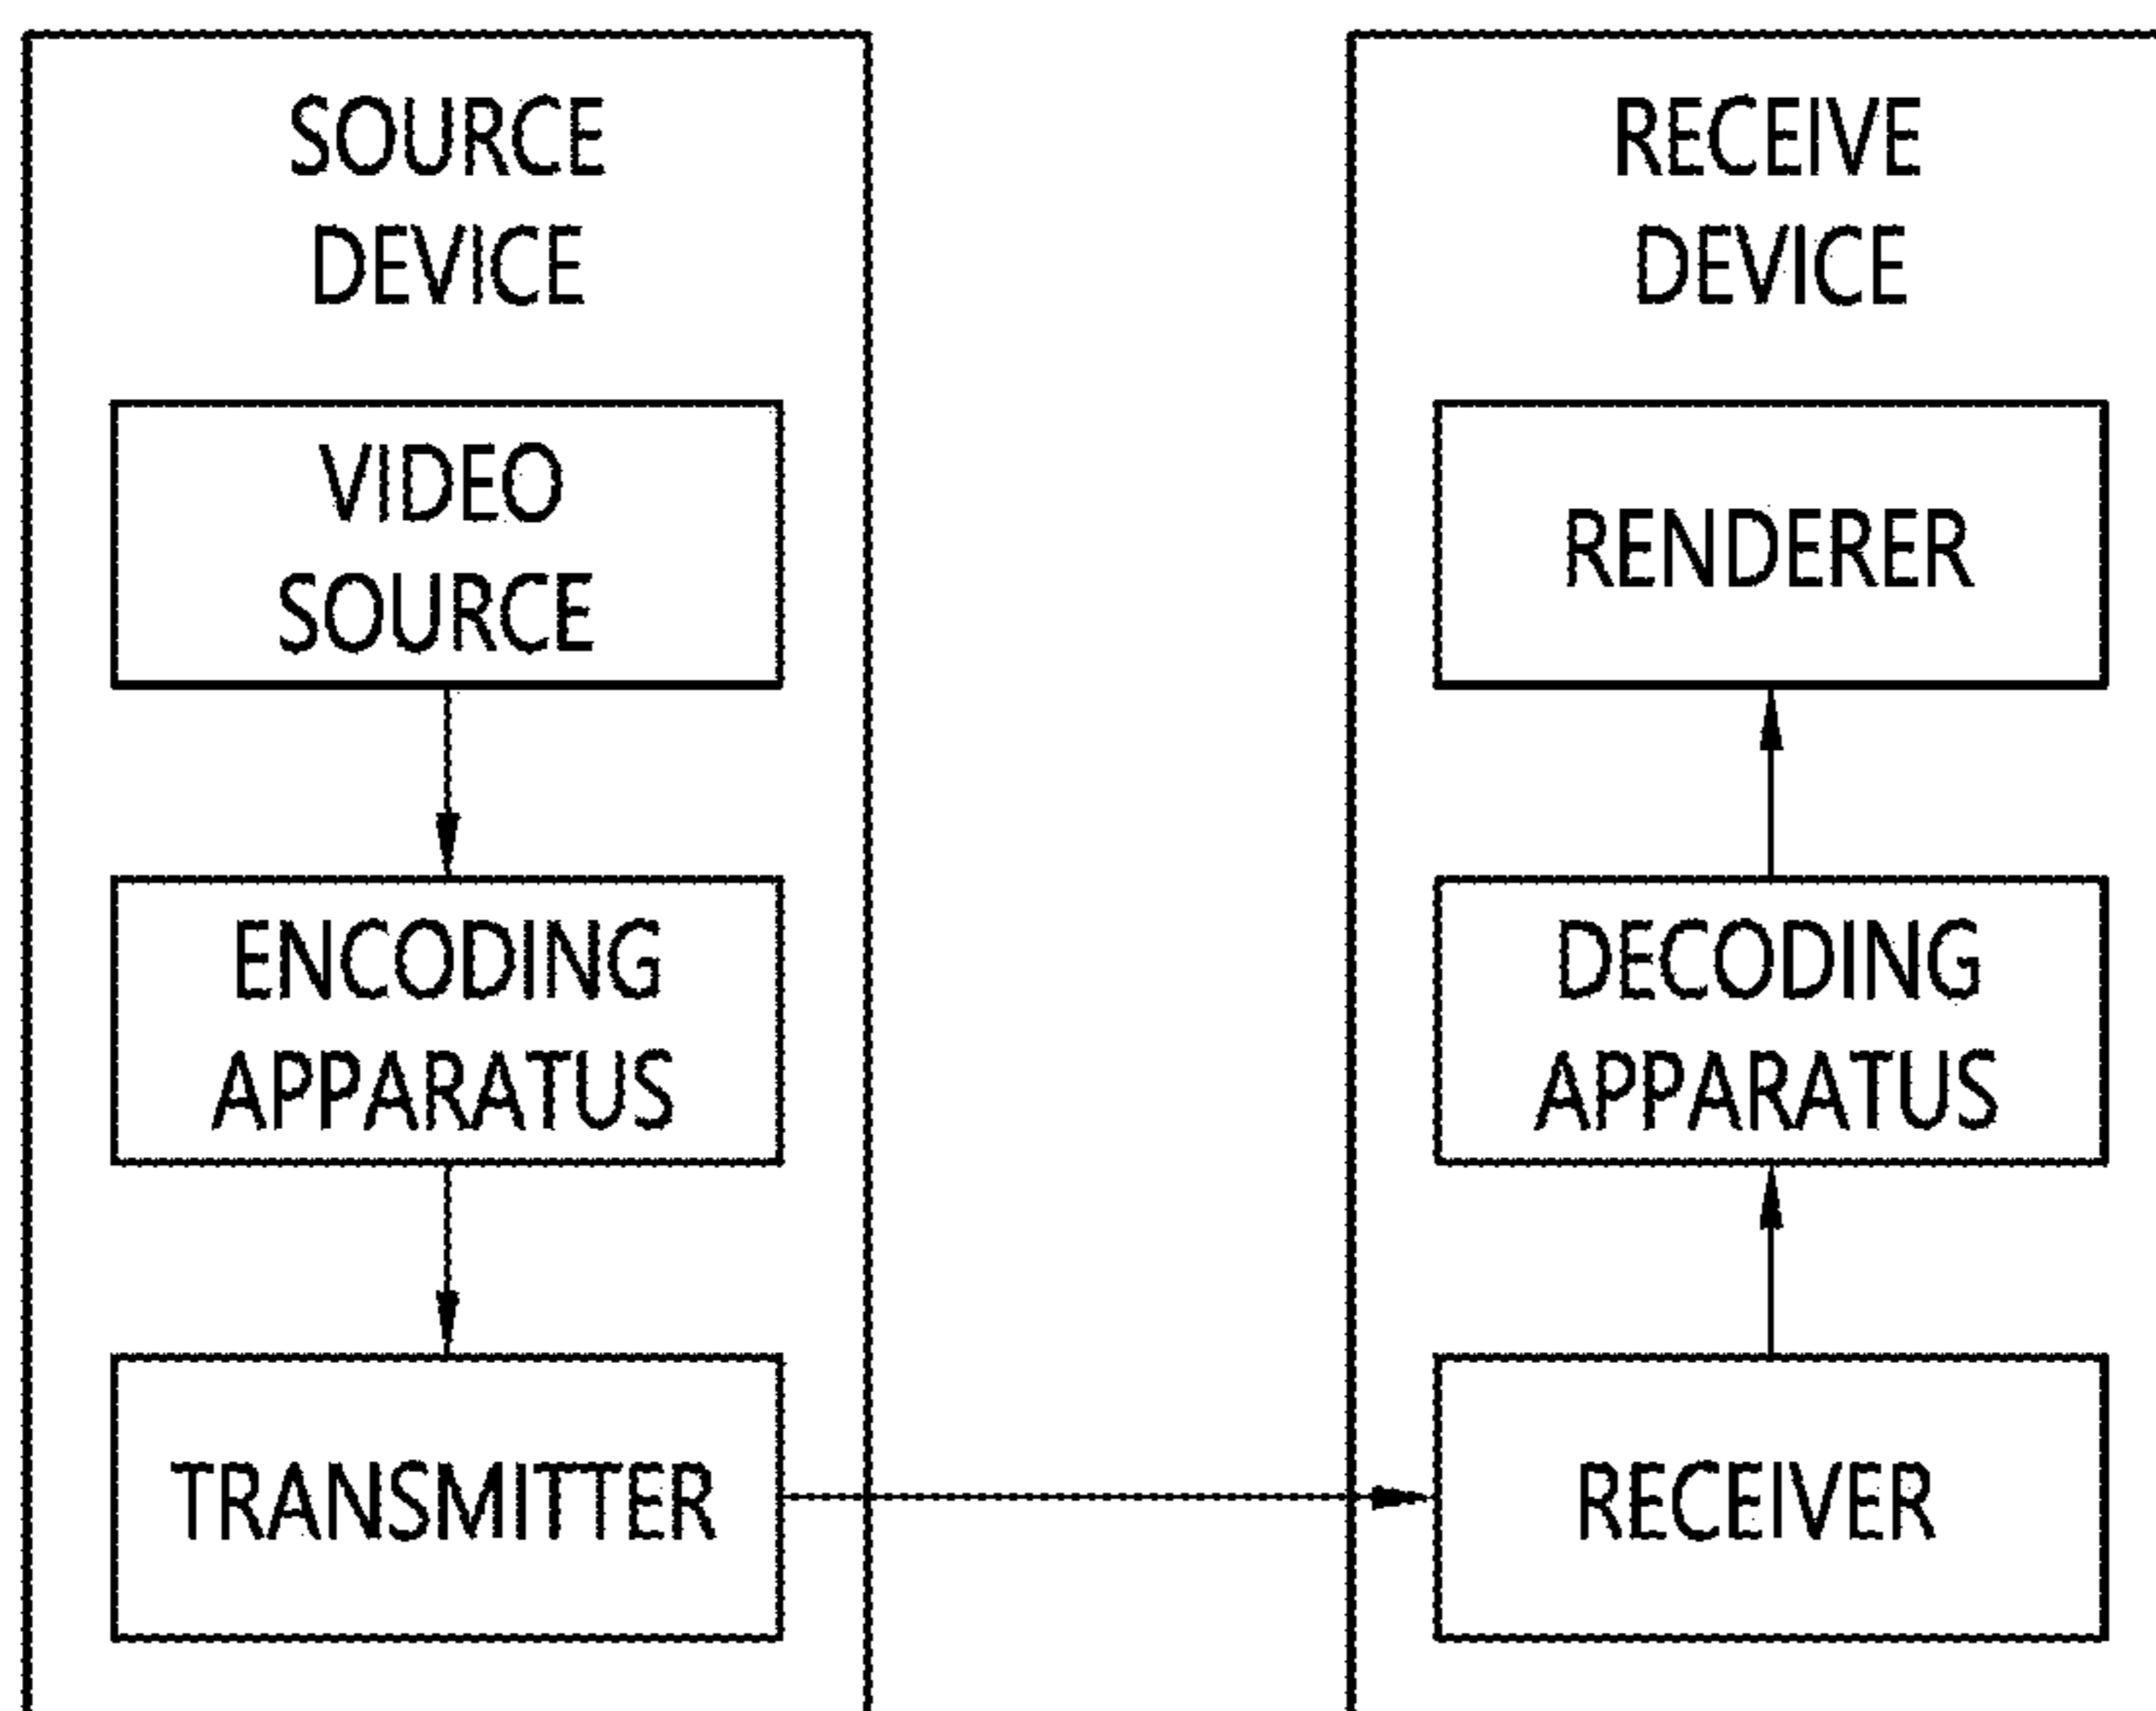 SOURCE
DEVICE
VIDEO
SOURCE
ENCODING
APPARATUS
TRANSMITTER
RECEIVE
DEVICE
RENDERER
DECODING
APPARATUS
RECEIVER